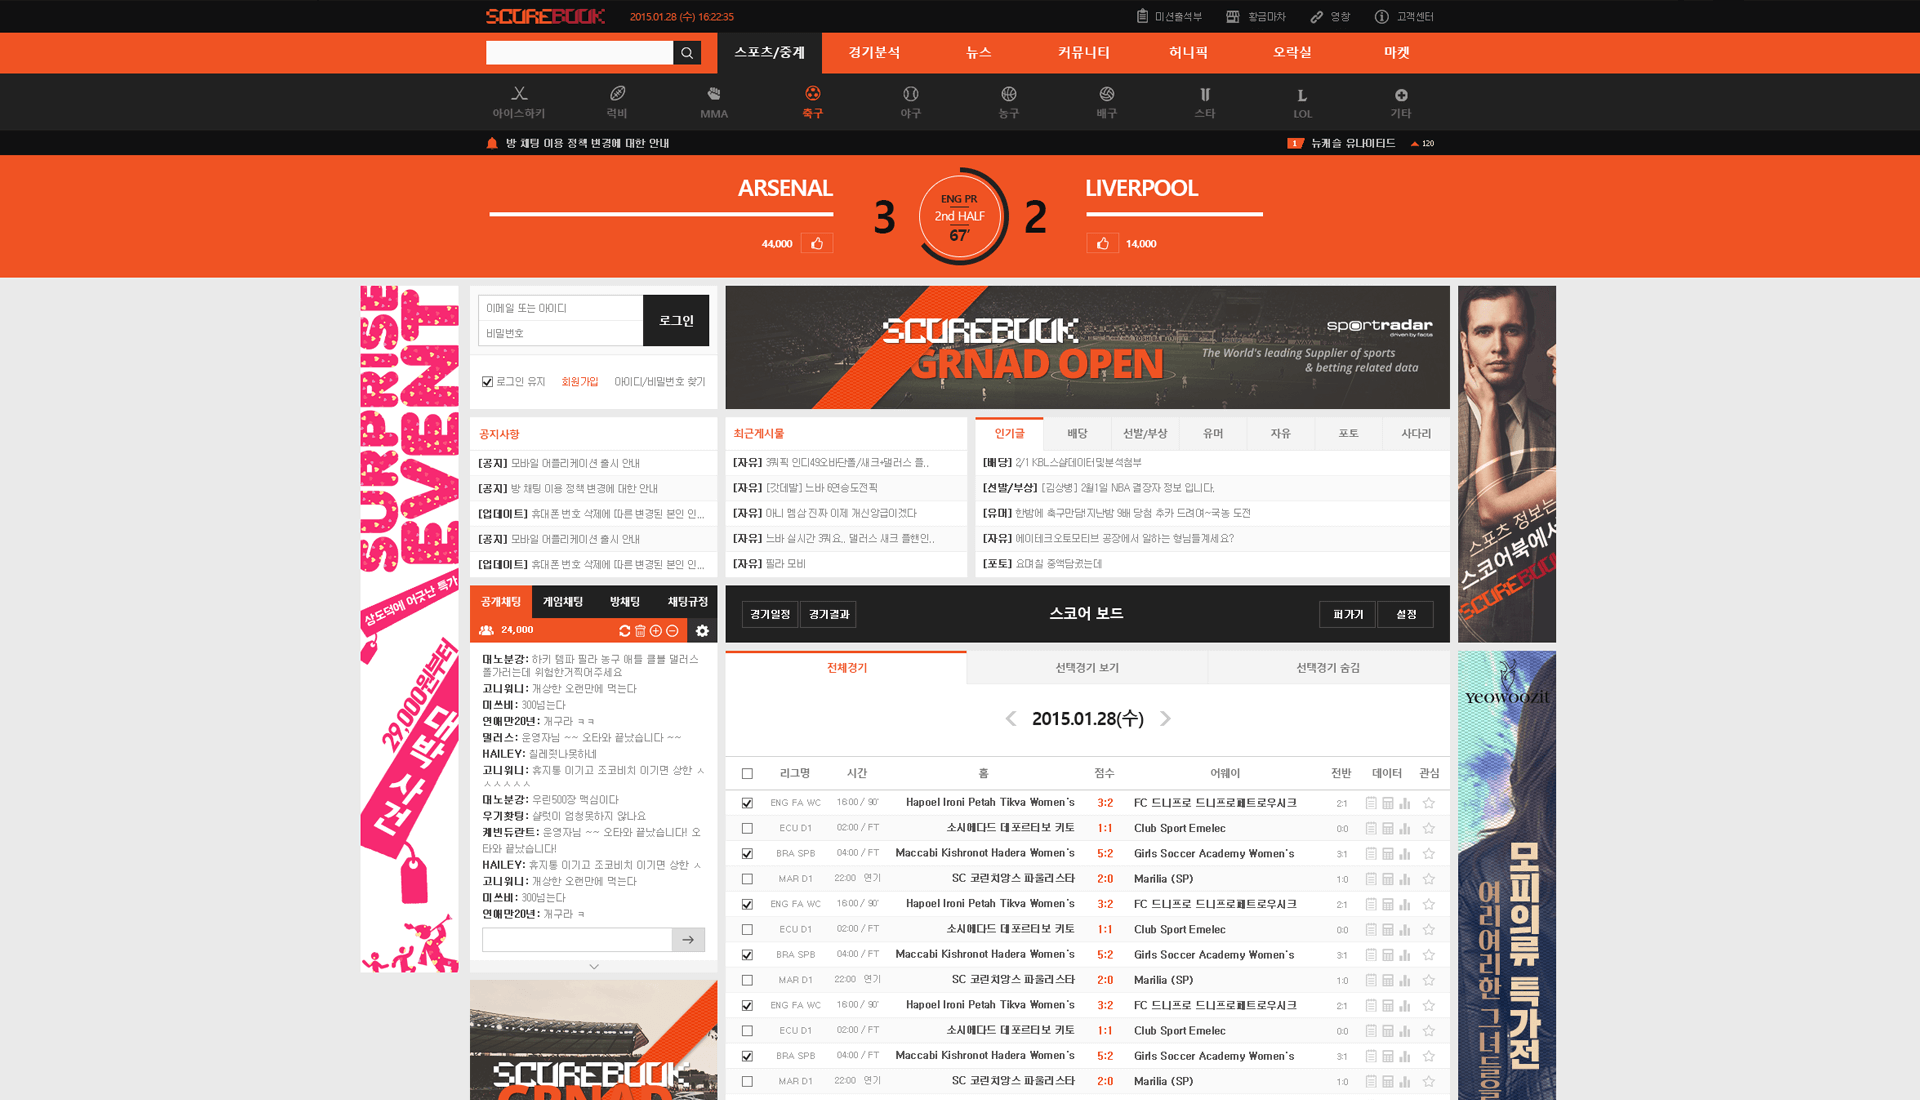 SCOREBOOK 2015.01.28 (수) 16:22:35 미션출석부 황금마차 영창 고객센터
스포츠/중계 경기분석 뉴스 커뮤니티 허니픽 오락실 마켓
아이스하키 럭비 MMA 축구 야구 농구 배구 스타 LOL 기타
방 채팅 이용 정책 변경에 대한 안내 1 뉴캐슬 유나이티드 120
ARSENAL 3 ENG PR 2 LIVERPOOL
2nd HALF
67'
44,000 14,000
SURPRISE EVENT
상도덕에 어긋난 특가
29,000원부터
대박 사건
이메일 또는 아이디
비밀번호
로그인
로그인 유지 회원가입 아이디/비밀번호 찾기
SCOREBOOK
GRNAD OPEN
sportradar
driven by facts
The World's leading Supplier of sports
& betting related data
공지사항
[공지] 모바일 어플리케이션 출시 안내
[공지] 방 채팅 이용 정책 변경에 대한 안내
[업데이트] 휴대폰 번호 삭제에 따른 변경된 본인 인...
[공지] 모바일 어플리케이션 출시 안내
[업데이트] 휴대폰 번호 삭제에 따른 변경된 본인 인...
최근게시물
[자유] 3쿼픽 인디49오바단폴/새크+댈러스 플..
[자유] [갓데발] 느바 6연승도전픽
[자유] 아니 멤삼 진짜 이제 개신앙급이겠다
[자유] 느바 실시간 3쿼요.. 댈러스 새크 플핸인..
[자유] 필라 모비
인기글 배당 선발/부상 유머 자유 포토 사다리
[배당] 2/1 KBL스샬데이터및분석첨부
[선발/부상] [김상병] 2월1일 NBA 결장자 정보 입니다.
[유머] 한밤에 축구만땅!지난밤 9배 당첨 추카 드려여~국농 도전
[자유] 에이테크오토모티브 공장에서 일하는 형님들계세요?
[포토] 요며칠 중액담궜는데
스포츠 정보는
스코어북에서
SCOREBOOK
공개채팅 게임채팅 방채팅 채팅규정
24,000
대노분강: 하키 템파 필라 농구 애틀 클블 댈러스
쫄가러는데 위험한거찍어주세요
고니워니: 개상한 오랜만에 먹는다
미쓰비: 300넘는다
연애만20년: 개구라 ㅋㅋ
댈러스: 운영자님 ~~ 오타와 끝났습니다 ~~
HAILEY: 칠레쥣나못하네
고니워니: 휴지통 이기고 조코비치 이기면 상한 ㅅ
ㅅㅅㅅㅅㅅ
대노분강: 우린500장 맥심이다
우기홧팅: 샬럿이 엄청못하지 않나요
케빈듀란트: 운영자님 ~~ 오타와 끝났습니다! 오
타와 끝났습니다!
HAILEY: 휴지통 이기고 조코비치 이기면 상한 ㅅ
고니워니: 개상한 오랜만에 먹는다
미쓰비: 300넘는다
연애만20년: 개구라 ㅋ
SCOREBOOK
GRNAD
경기일정 경기결과 스코어 보드 퍼가기 설정
전체경기 선택경기 보기 선택경기 숨김
2015.01.28(수)
리그명 시간 홈 점수 어웨이 전반 데이터 관심
ENG FA WC 16:00 / 90' Hapoel Ironi Petah Tikva Women's 3:2 FC 드니프로 드니프로페트로우시크 2:1
ECU D1 02:00 / FT 소시에다드 데 포르티보 키토 1:1 Club Sport Emelec 0:0
BRA SPB 04:00 / FT Maccabi Kishronot Hadera Women's 5:2 Girls Soccer Academy Women's 3:1
MAR D1 22:00 연기 SC 코린치앙스 파울리스타 2:0 Marilia (SP) 1:0
ENG FA WC 16:00 / 90' Hapoel Ironi Petah Tikva Women's 3:2 FC 드니프로 드니프로페트로우시크 2:1
ECU D1 02:00 / FT 소시에다드 데 포르티보 키토 1:1 Club Sport Emelec 0:0
BRA SPB 04:00 / FT Maccabi Kishronot Hadera Women's 5:2 Girls Soccer Academy Women's 3:1
MAR D1 22:00 연기 SC 코린치앙스 파울리스타 2:0 Marilia (SP) 1:0
ENG FA WC 16:00 / 90' Hapoel Ironi Petah Tikva Women's 3:2 FC 드니프로 드니프로페트로우시크 2:1
ECU D1 02:00 / FT 소시에다드 데 포르티보 키토 1:1 Club Sport Emelec 0:0
BRA SPB 04:00 / FT Maccabi Kishronot Hadera Women's 5:2 Girls Soccer Academy Women's 3:1
MAR D1 22:00 연기 SC 코린치앙스 파울리스타 2:0 Marilia (SP) 1:0
yeowoozit
모피의류 특가전
여리여리한 그녀들을